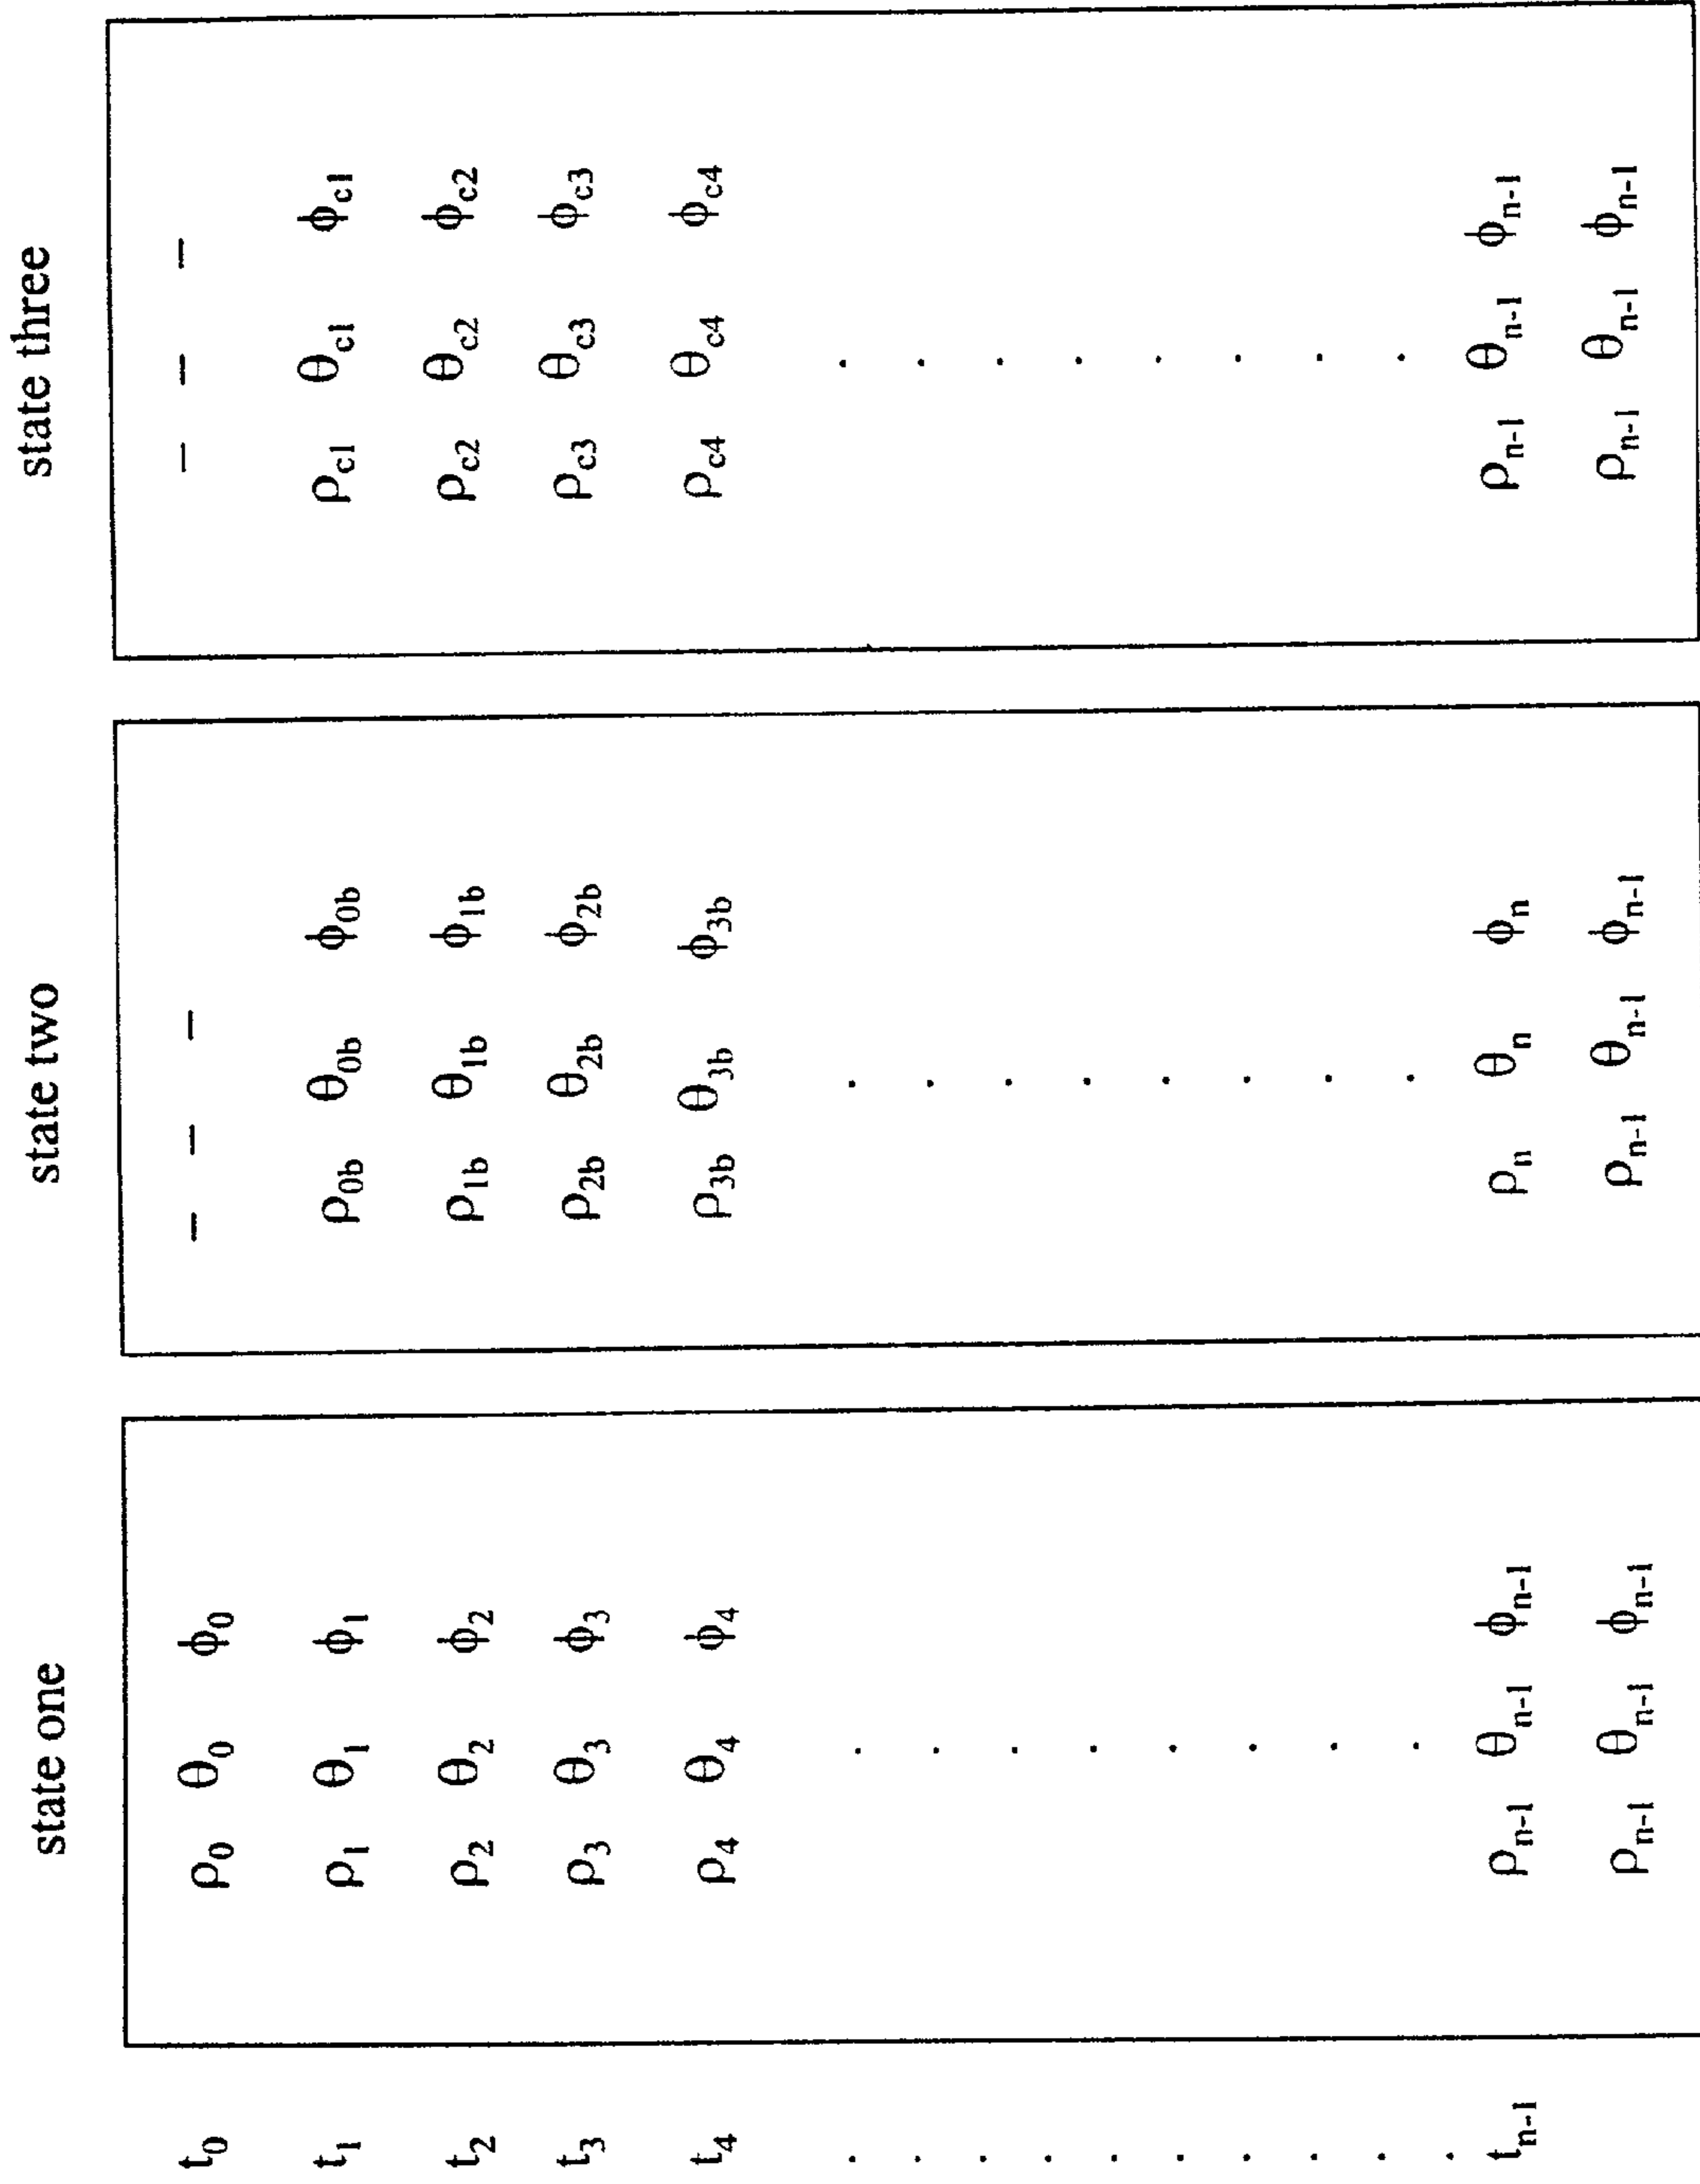 state one state two state three
t₀ ρ₀ θ₀ ϕ₀ – – – – – –
t₁ ρ₁ θ₁ ϕ₁ ρ₀b θ₀b ϕ₀b ρc1 θc1 ϕc1
t₂ ρ₂ θ₂ ϕ₂ ρ₁b θ₁b ϕ₁b ρc2 θc2 ϕc2
t₃ ρ₃ θ₃ ϕ₃ ρ₂b θ₂b ϕ₂b ρc3 θc3 ϕc3
t₄ ρ₄ θ₄ ϕ₄ ρ₃b θ₃b ϕ₃b ρc4 θc4 ϕc4
tn-1 ρn-1 θn-1 ϕn-1 ρn θn ϕn ρn-1 θn-1 ϕn-1
ρn-1 θn-1 ϕn-1 ρn-1 θn-1 ϕn-1 ρn-1 θn-1 ϕn-1